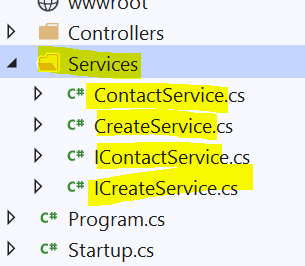 wwwroot
Controllers
Services
C# ContactService.cs
C# CreateService.cs
C# IContactService.cs
C# ICreateService.cs
C# Program.cs
C# Startup.cs